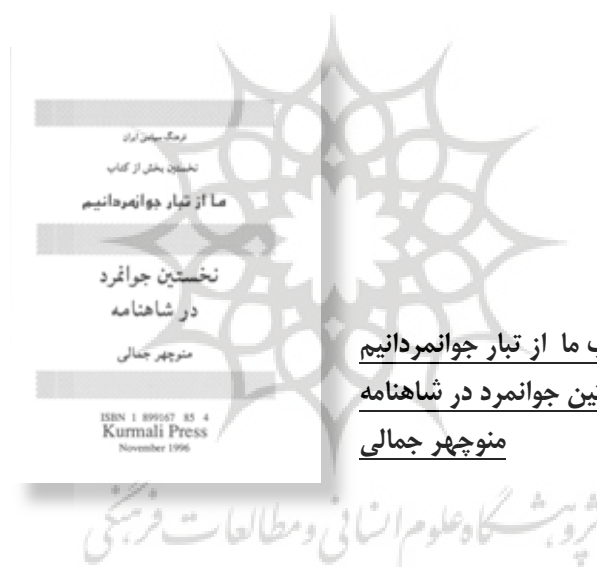 فرهنگ سیاسی ایران
نخستین بخش از کتاب
ما از تبار جوانمردانیم
نخستین جوانمرد
در شاهنامه
منوچهر جمالی
ISBN 1 899167 85 4
Kurmali Press
November 1996
ما از تبار جوانمردانیم
جوانمرد در شاهنامه
منوچهر جمالی
علوم انسانی و مطالعات فرهنگی